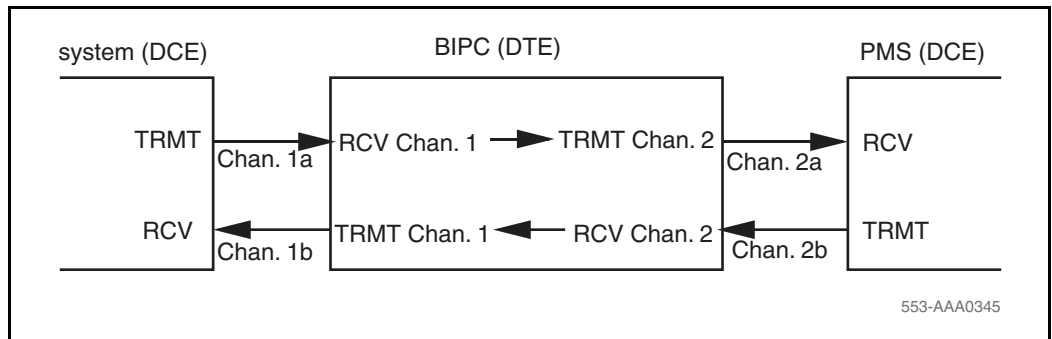 system (DCE)
BIPC (DTE)
PMS (DCE)
TRMT
Chan. 1a
RCV Chan. 1
TRMT Chan. 2
Chan. 2a
RCV
RCV
Chan. 1b
TRMT Chan. 1
RCV Chan. 2
Chan. 2b
TRMT
553-AAA0345